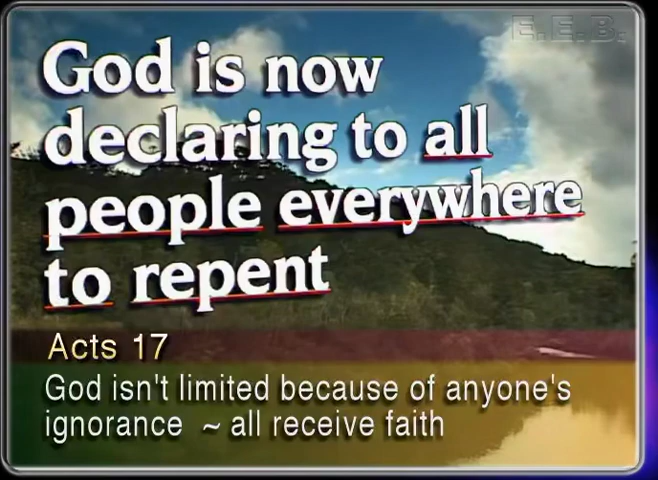 E.E.B.
God is now
declaring to all
people everywhere
to repent
Acts 17
God isn't limited because of anyone's
ignorance ~ all receive faith